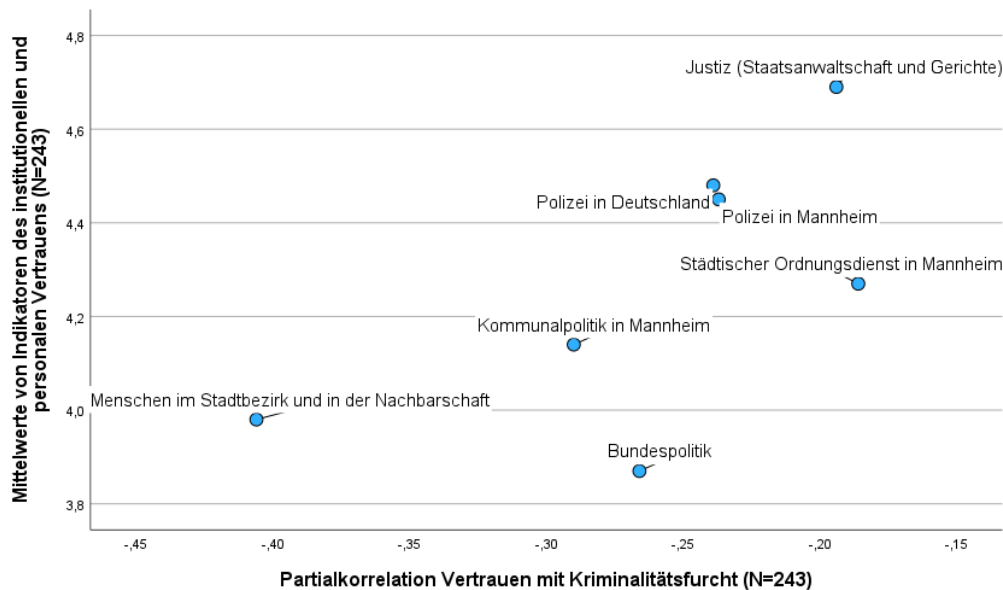 Mittelwerte von Indikatoren des institutionellen und
personalen Vertrauens (N=243)
4,8
4,6
4,4
4,2
4,0
3,8
Justiz (Staatsanwaltschaft und Gerichte)
Polizei in Deutschland
Polizei in Mannheim
Städtischer Ordnungsdienst in Mannheim
Kommunalpolitik in Mannheim
Menschen im Stadtbezirk und in der Nachbarschaft
Bundespolitik
-,45 -,40 -,35 -,30 -,25 -,20 -,15
Partialkorrelation Vertrauen mit Kriminalitätsfurcht (N=243)